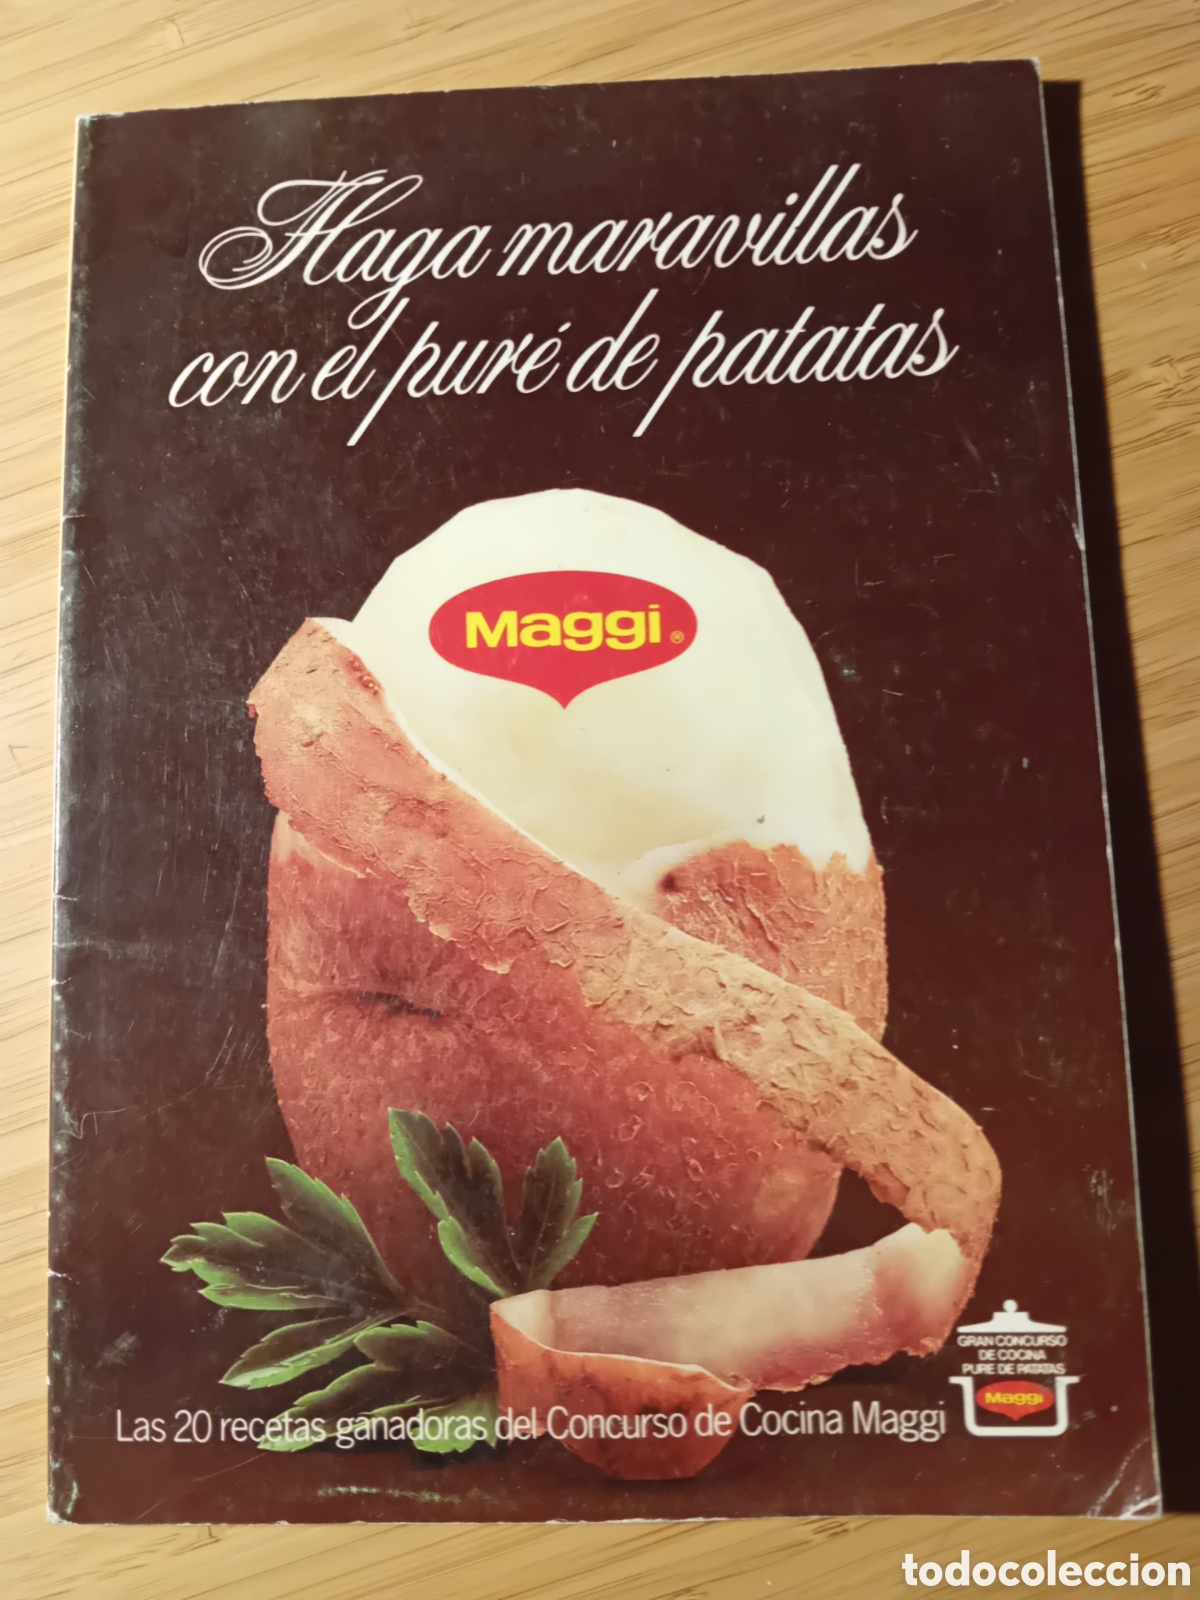 Haga maravillas
con el puré de patatas
Maggi®
GRAN CONCURSO
DE COCINA
PURE DE PATATAS
Maggi
Las 20 recetas ganadoras del Concurso de Cocina Maggi
todocoleccion